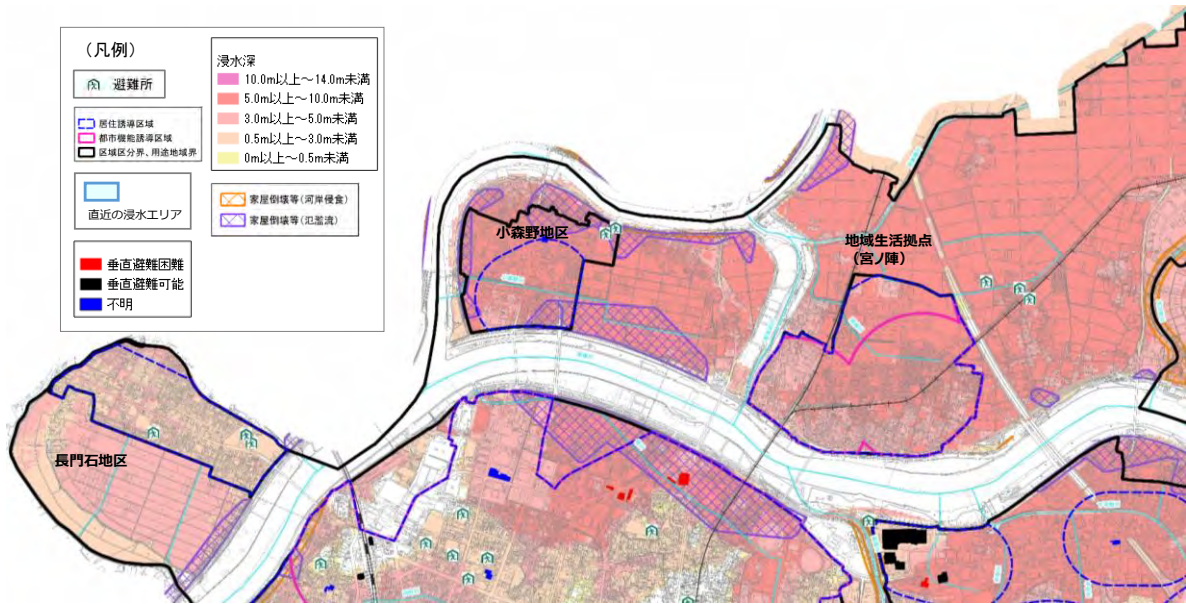 （凡例）
避難所
居住誘導区域
都市機能誘導区域
区域区分界、用途地域界
直近の浸水エリア
垂直避難困難
垂直避難可能
不明
浸水深
10.0m以上～14.0m未満
5.0m以上～10.0m未満
3.0m以上～5.0m未満
0.5m以上～3.0m未満
0m以上～0.5m未満
家屋倒壊等（河岸侵食）
家屋倒壊等（氾濫流）
小森野地区
地域生活拠点
（宮ノ陣）
長門石地区